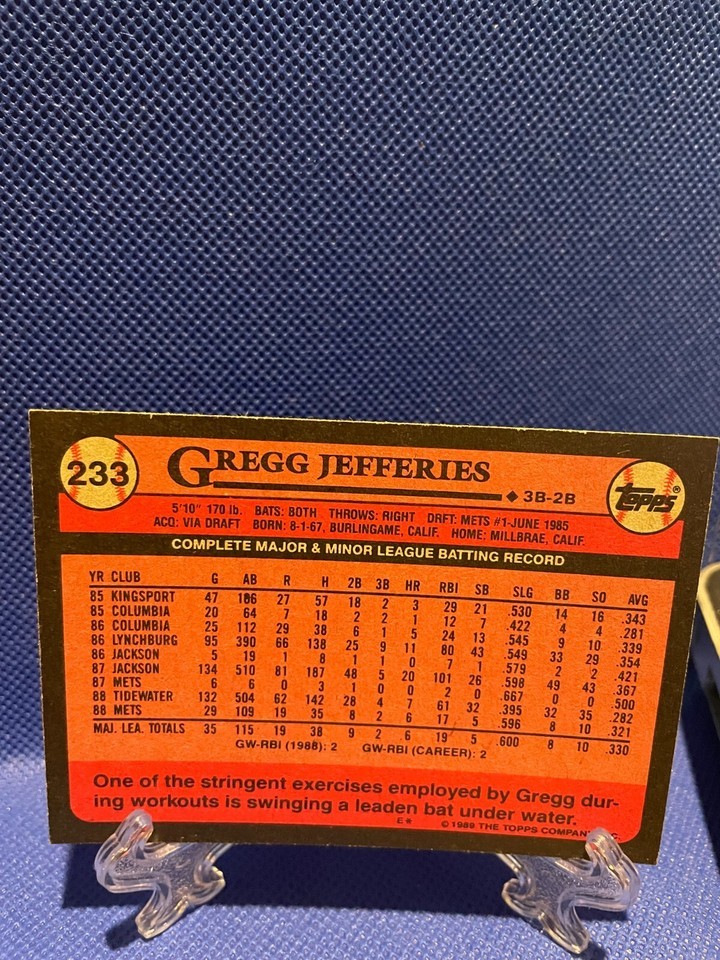 233
GREGG JEFFERIES
◆ 3B-2B
TOPPS®
5'10" 170 lb. BATS: BOTH THROWS: RIGHT DRFT: METS #1-JUNE 1985
ACQ: VIA DRAFT BORN: 8-1-67, BURLINGAME, CALIF. HOME; MILLBRAE, CALIF.
COMPLETE MAJOR & MINOR LEAGUE BATTING RECORD
YR CLUB G AB R H 2B 3B HR RBI SB SLG BB SO AVG
85 KINGSPORT 47 166 27 57 18 2 3 29 21 .530 14 16 .343
85 COLUMBIA 20 64 7 18 2 2 1 12 7 .422 4 4 .281
86 COLUMBIA 25 112 29 38 6 1 5 24 13 .545 9 10 .339
86 LYNCHBURG 95 390 66 138 25 9 11 80 43 .549 33 29 .354
86 JACKSON 5 19 1 8 1 1 0 7 1 .579 2 2 .421
87 JACKSON 134 510 81 187 48 5 20 101 26 .598 49 43 .367
87 METS 6 6 0 3 1 0 0 2 0 .667 0 0 .500
88 TIDEWATER 132 504 62 142 28 4 7 61 32 .395 32 35 .282
88 METS 29 109 19 35 8 2 6 17 5 .596 8 10 .321
MAJ. LEA. TOTALS 35 115 19 38 9 2 6 19 5 .600 8 10 .330
GW-RBI (1988): 2 GW-RBI (CAREER): 2
One of the stringent exercises employed by Gregg dur-
ing workouts is swinging a leaden bat under water.
E* © 1989 THE TOPPS COMPANY, INC.